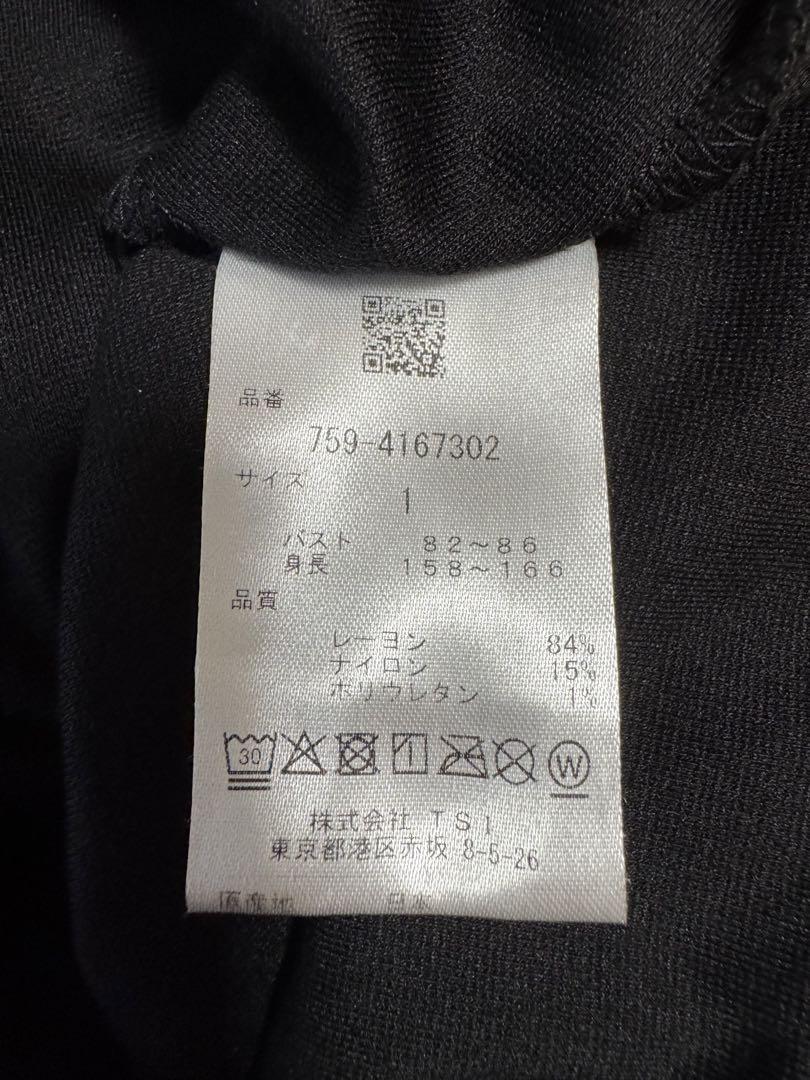 品番
759-4167302
サイズ
1
バスト 82～86
身長 158～166
品質
レーヨン 84%
ナイロン 15%
ポリウレタン 1%
30 W
株式会社 TSI
東京都港区赤坂 8-5-26
原産地 日本